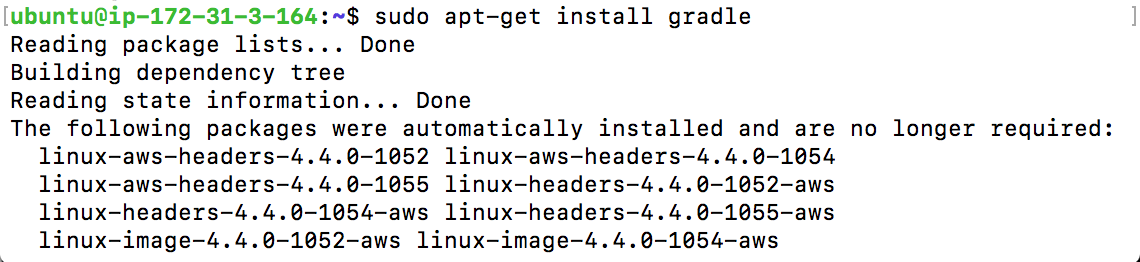 [ubuntu@ip-172-31-3-164:~$ sudo apt-get install gradle ]
Reading package lists... Done
Building dependency tree
Reading state information... Done
The following packages were automatically installed and are no longer required:
  linux-aws-headers-4.4.0-1052 linux-aws-headers-4.4.0-1054
  linux-aws-headers-4.4.0-1055 linux-headers-4.4.0-1052-aws
  linux-headers-4.4.0-1054-aws linux-headers-4.4.0-1055-aws
  linux-image-4.4.0-1052-aws linux-image-4.4.0-1054-aws